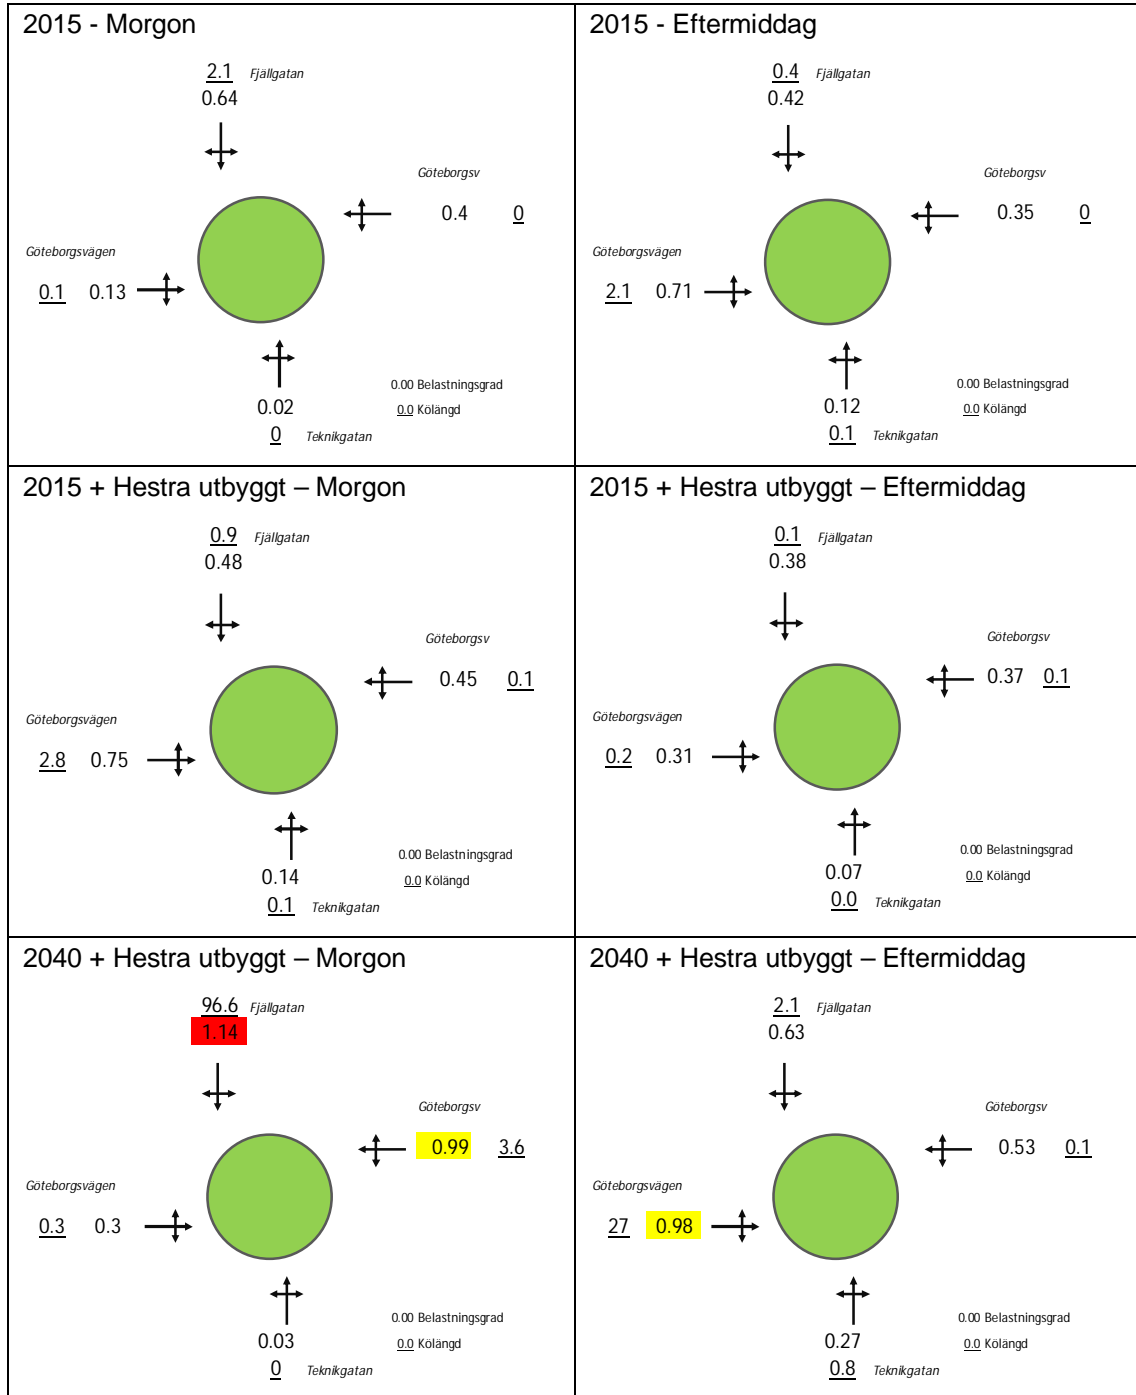 2015 - Morgon
2.1 Fjällgatan
0.64
Göteborgsv
0.4 0
Göteborgsvägen
0.1 0.13
0.00 Belastningsgrad
0.02
0.0 Kölängd
0 Teknikgatan
2015 - Eftermiddag
0.4 Fjällgatan
0.42
Göteborgsv
0.35 0
Göteborgsvägen
2.1 0.71
0.00 Belastningsgrad
0.12
0.0 Kölängd
0.1 Teknikgatan
2015 + Hestra utbyggt – Morgon
0.9 Fjällgatan
0.48
Göteborgsv
0.45 0.1
Göteborgsvägen
2.8 0.75
0.00 Belastningsgrad
0.14
0.0 Kölängd
0.1 Teknikgatan
2015 + Hestra utbyggt – Eftermiddag
0.1 Fjällgatan
0.38
Göteborgsv
0.37 0.1
Göteborgsvägen
0.2 0.31
0.00 Belastningsgrad
0.07
0.0 Kölängd
0.0 Teknikgatan
2040 + Hestra utbyggt – Morgon
96.6 Fjällgatan
1.14
Göteborgsv
0.99 3.6
Göteborgsvägen
0.3 0.3
0.00 Belastningsgrad
0.03
0.0 Kölängd
0 Teknikgatan
2040 + Hestra utbyggt – Eftermiddag
2.1 Fjällgatan
0.63
Göteborgsv
0.53 0.1
Göteborgsvägen
27 0.98
0.00 Belastningsgrad
0.27
0.0 Kölängd
0.8 Teknikgatan